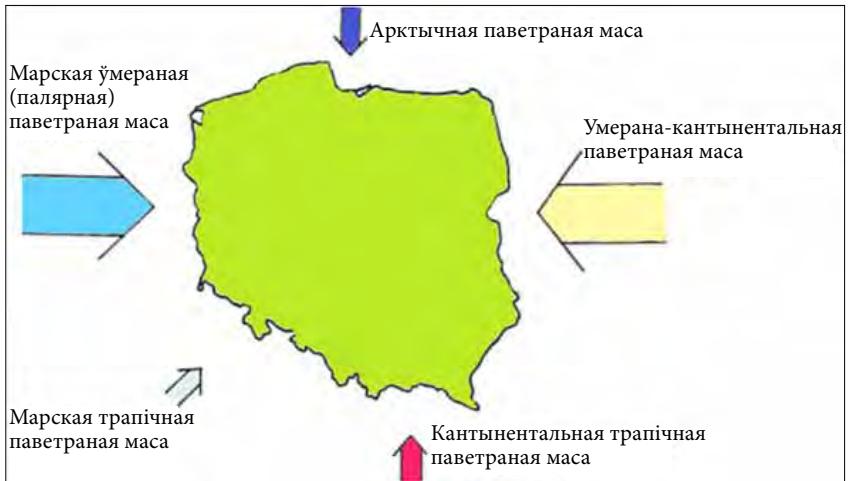 Арктычная паветраная маса
Марская ўмераная
(палярная)
паветраная маса
Умерана-кантынентальная
паветраная маса
Марская трапічная
паветраная маса
Кантынентальная трапічная
паветраная маса